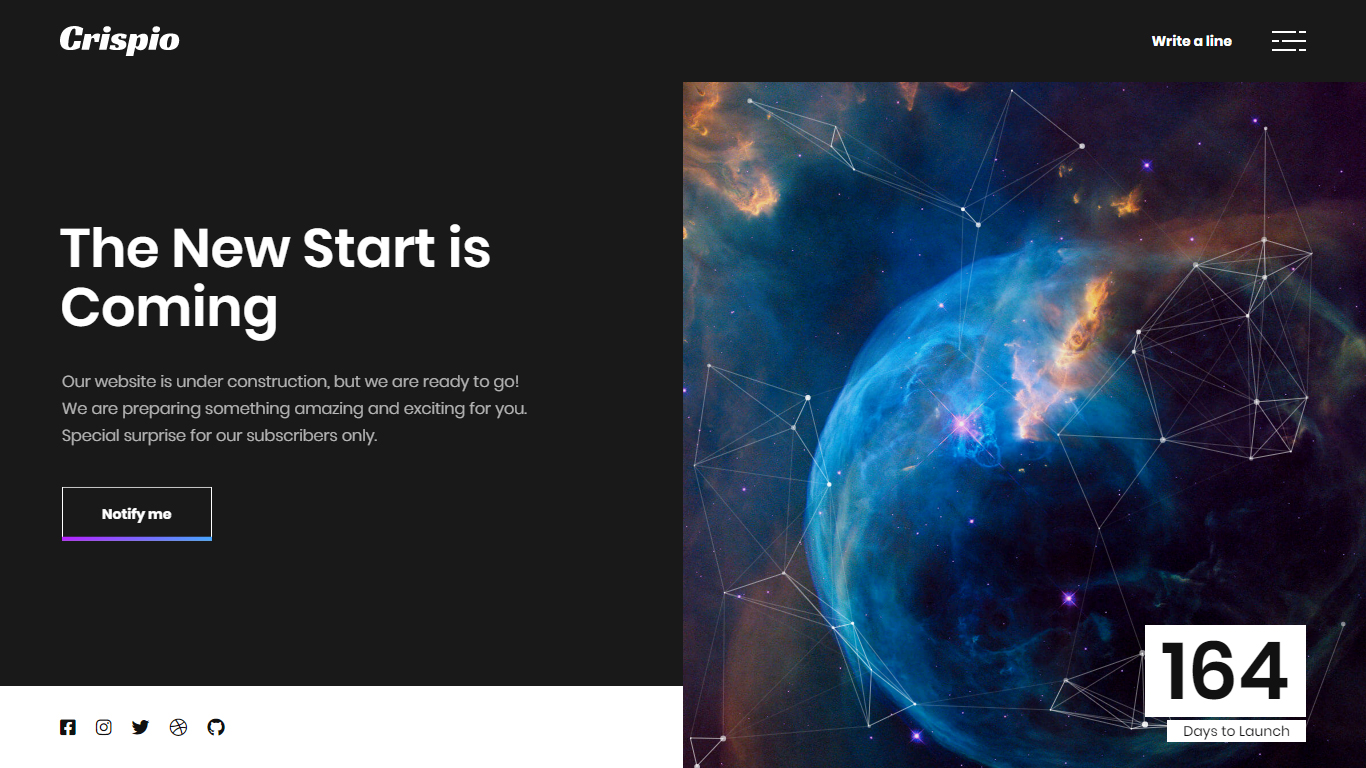 Crispio
Write a line
The New Start is
Coming
Our website is under construction, but we are ready to go!
We are preparing something amazing and exciting for you.
Special surprise for our subscribers only.
Notify me
164
Days to Launch